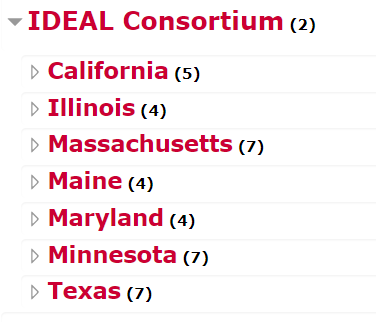 IDEAL Consortium (2)
California (5)
Illinois (4)
Massachusetts (7)
Maine (4)
Maryland (4)
Minnesota (7)
Texas (7)